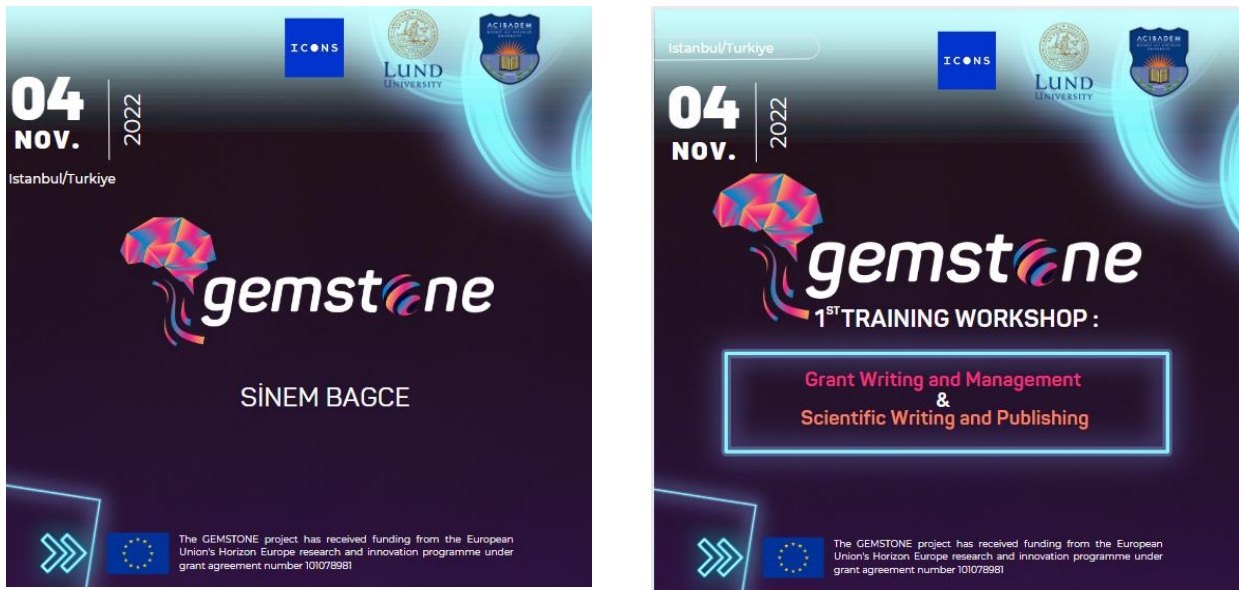 ICONS
LUND
UNIVERSITY
ACIBADEM
04
NOV.
2022
Istanbul/Turkiye
gemstone
SİNEM BAGCE
The GEMSTONE project has received funding from the European
Union's Horizon Europe research and innovation programme under
grant agreement number 101078981
Istanbul/Turkiye
ICONS
LUND
UNIVERSITY
ACIBADEM
04
NOV.
2022
gemstone
1ST TRAINING WORKSHOP :
Grant Writing and Management
&
Scientific Writing and Publishing
The GEMSTONE project has received funding from the European
Union's Horizon Europe research and innovation programme under
grant agreement number 101078981